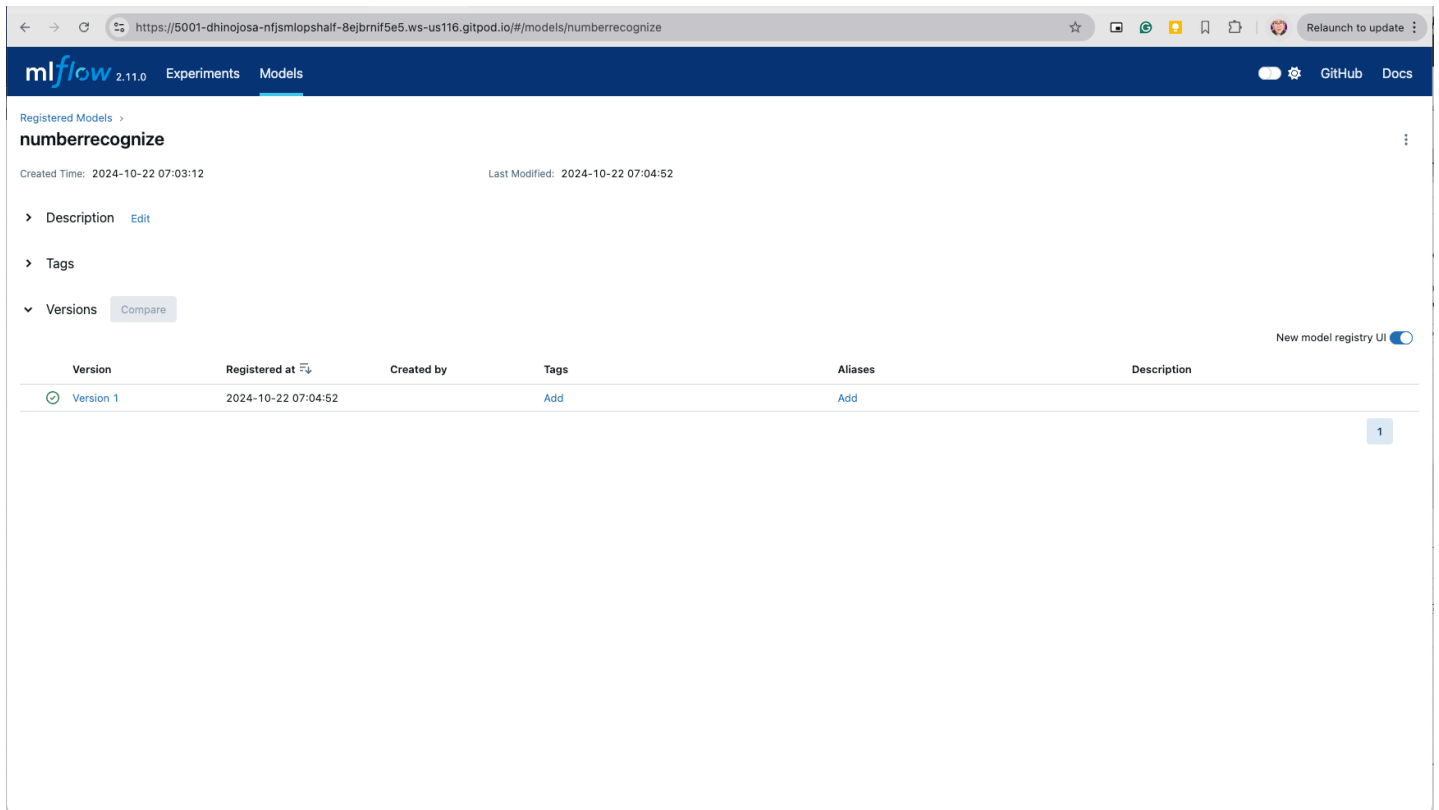 https://5001-dhinojosa-nfjsmlopshalf-8ejbrnif5e5.ws-us116.gitpod.io/#/models/numberrecognize Relaunch to update
mlflow 2.11.0 Experiments Models GitHub Docs
Registered Models
numberrecognize
Created Time: 2024-10-22 07:03:12 Last Modified: 2024-10-22 07:04:52
Description Edit
Tags
Versions Compare
New model registry UI
Version Registered at Created by Tags Aliases Description
Version 1 2024-10-22 07:04:52 Add Add
1